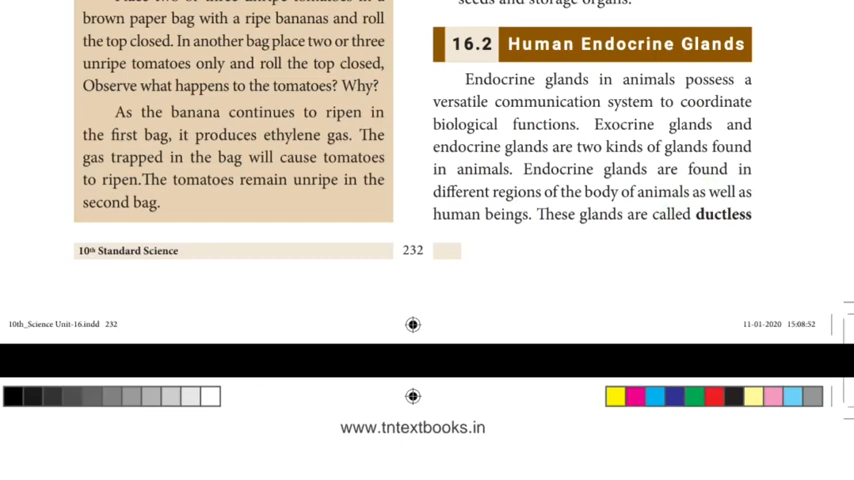 brown paper bag with a ripe bananas and roll
the top closed. In another bag place two or three
unripe tomatoes only and roll the top closed,
Observe what happens to the tomatoes? Why?
As the banana continues to ripen in
the first bag, it produces ethylene gas. The
gas trapped in the bag will cause tomatoes
to ripen.The tomatoes remain unripe in the
second bag.
seeds and storage organs.
16.2 Human Endocrine Glands
Endocrine glands in animals possess a
versatile communication system to coordinate
biological functions. Exocrine glands and
endocrine glands are two kinds of glands found
in animals. Endocrine glands are found in
different regions of the body of animals as well as
human beings. These glands are called ductless
10th Standard Science
232
10th_Science Unit-16.indd 232
11-01-2020 15:08:52
www.tntextbooks.in